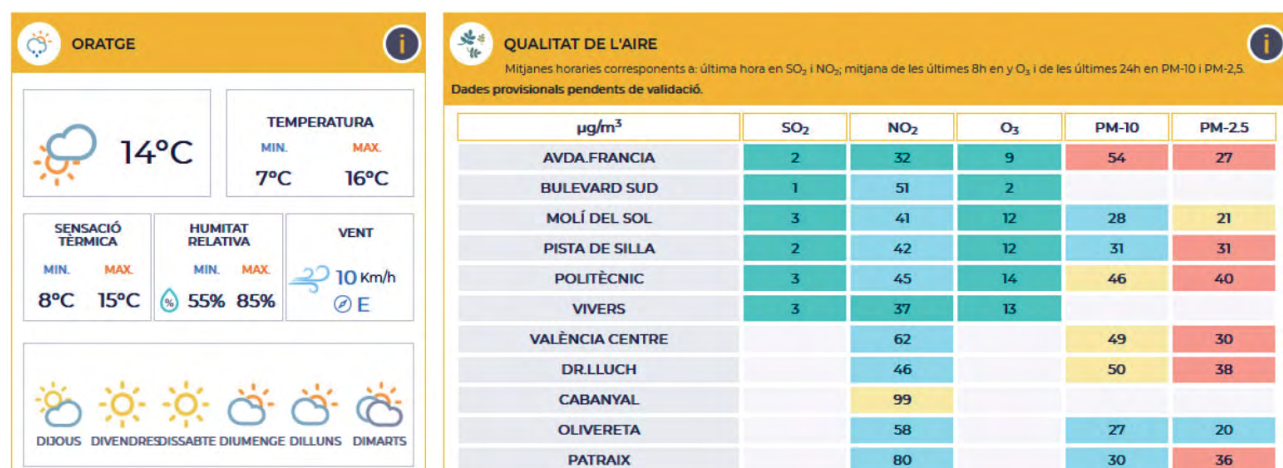 ORATGE
14°C
TEMPERATURA
MIN. MAX.
7°C 16°C
SENSACIÓ TÈRMICA
MIN. MAX.
8°C 15°C
HUMITAT RELATIVA
MIN. MAX.
% 55% 85%
VENT
10 Km/h
E
DIJOUS DIVENDRES DISSABTE DIUMENGE DILLUNS DIMARTS
i
QUALITAT DE L'AIRE
Mitjanes horaries corresponents a: última hora en SO₂ i NO₂; mitjana de les últimes 8h en y O₃ i de les últimes 24h en PM-10 i PM-2,5.
Dades provisionals pendents de validació.
i
µg/m³ SO₂ NO₂ O₃ PM-10 PM-2.5
AVDA.FRANCIA 2 32 9 54 27
BULEVARD SUD 1 51 2
MOLÍ DEL SOL 3 41 12 28 21
PISTA DE SILLA 2 42 12 31 31
POLITÈCNIC 3 45 14 46 40
VIVERS 3 37 13
VALÈNCIA CENTRE 62 49 30
DR.LLUCH 46 50 38
CABANYAL 99
OLIVERETA 58 27 20
PATRAIX 80 30 36